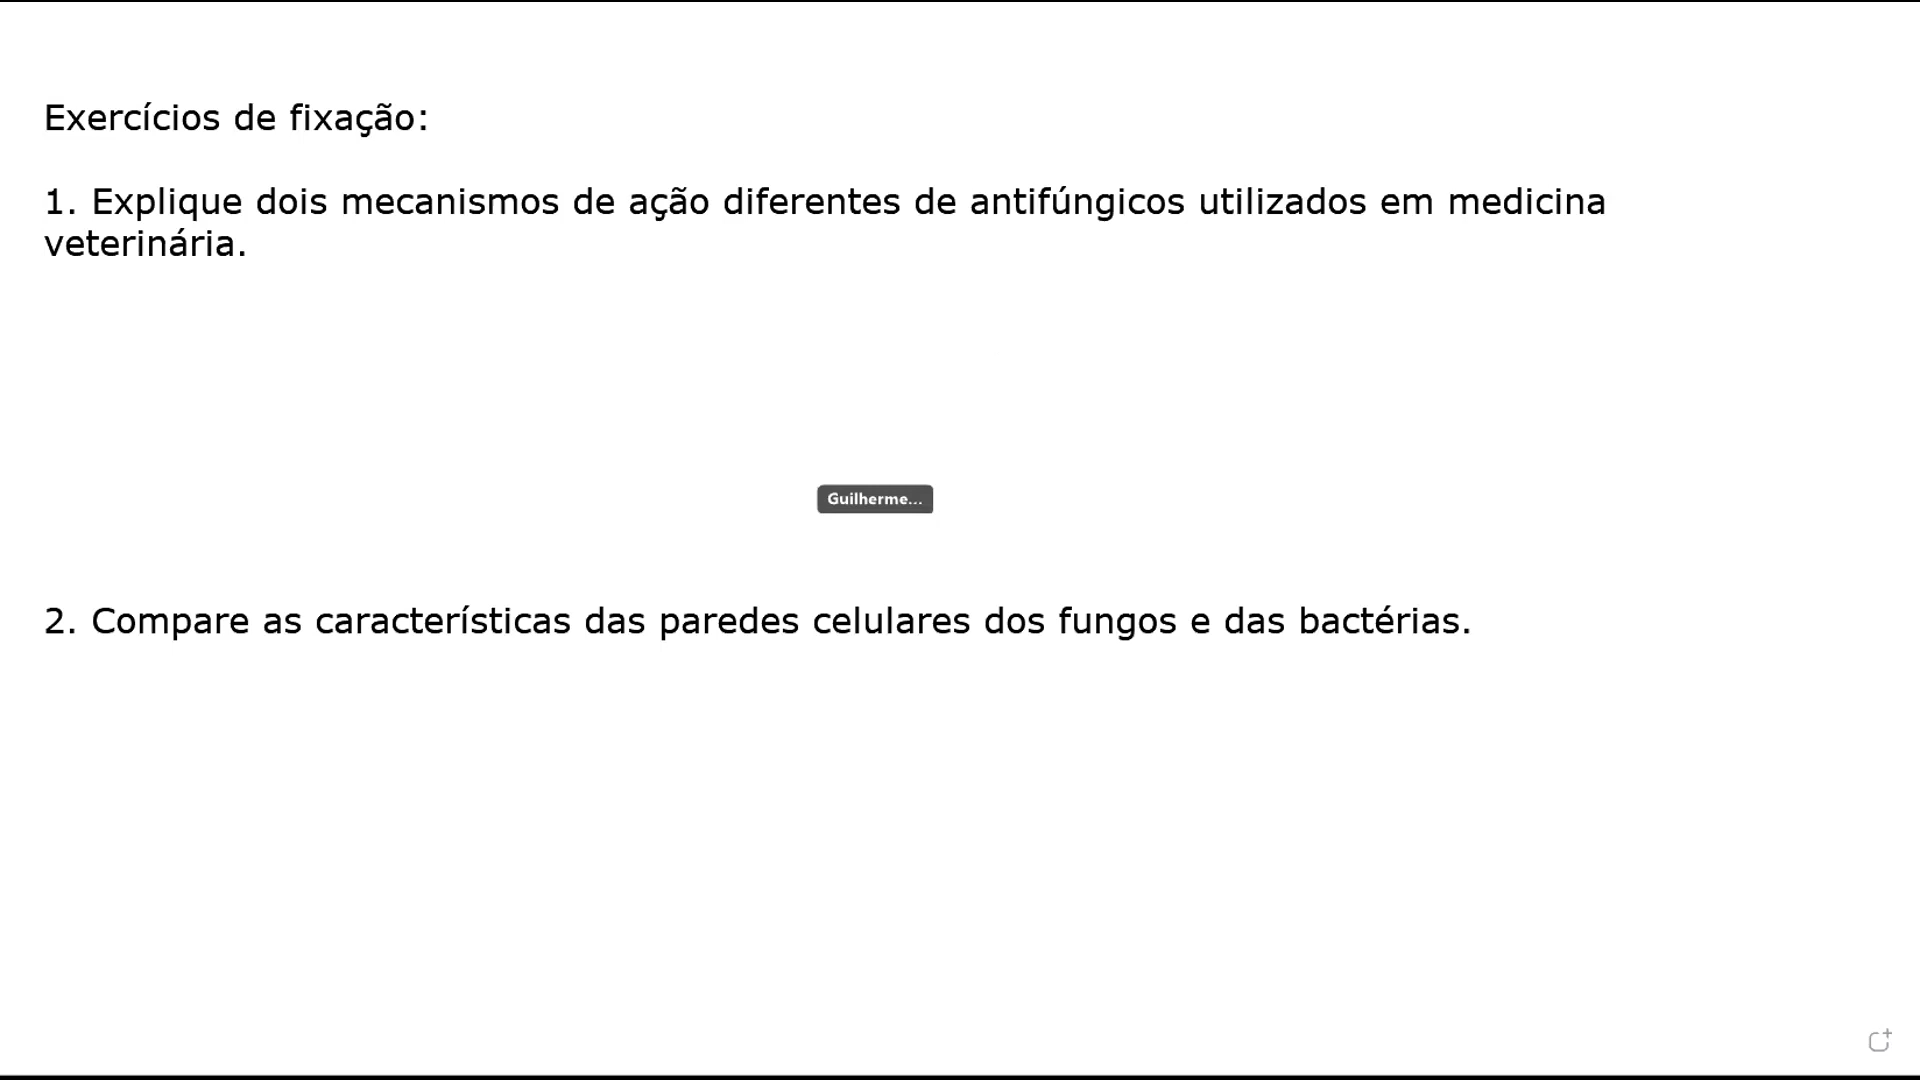 Exercícios de fixação:
1. Explique dois mecanismos de ação diferentes de antifúngicos utilizados em medicina
veterinária.
Guilherme...
2. Compare as características das paredes celulares dos fungos e das bactérias.